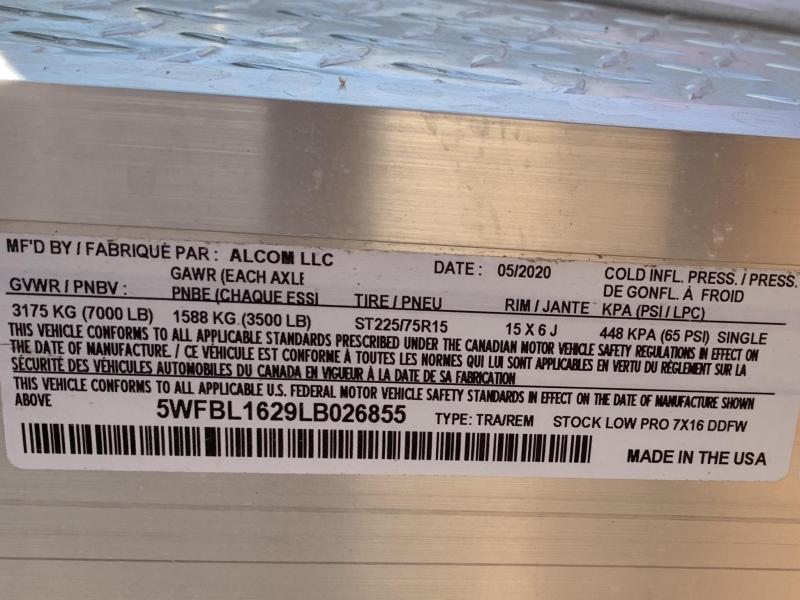 MF'D BY / FABRIQUÉ PAR : ALCOM LLC DATE : 05/2020 COLD INFL. PRESS. / PRESS.
GAWR (EACH AXLE DE GONFL. À FROID
GVWR / PNBV : PNBE (CHAQUE ESSI TIRE / PNEU RIM / JANTE KPA (PSI / LPC)
3175 KG (7000 LB) 1588 KG (3500 LB) ST225/75R15 15 X 6 J 448 KPA (65 PSI) SINGLE
THIS VEHICLE CONFORMS TO ALL APPLICABLE STANDARDS PRESCRIBED UNDER THE CANADIAN MOTOR VEHICLE SAFETY REGULATIONS IN EFFECT ON
THE DATE OF MANUFACTURE. / CE VÉHICULE EST CONFORME À TOUTES LES NORMES QUI LUI SONT APPLICABLES EN VERTU DU RÉGLEMENT SUR LA
SÉCURITÉ DES VÉHICULES AUTOMOBILES DU CANADA EN VIGUEUR À LA DATE DE SA FABRICATION
THIS VEHICLE CONFORMS TO ALL APPLICABLE U.S. FEDERAL MOTOR VEHICLE SAFETY STANDARDS IN EFFECT ON THE DATE OF MANUFACTURE SHOWN
ABOVE 5WFBL1629LB026855 TYPE: TRA/REM STOCK LOW PRO 7X16 DDFW
MADE IN THE USA